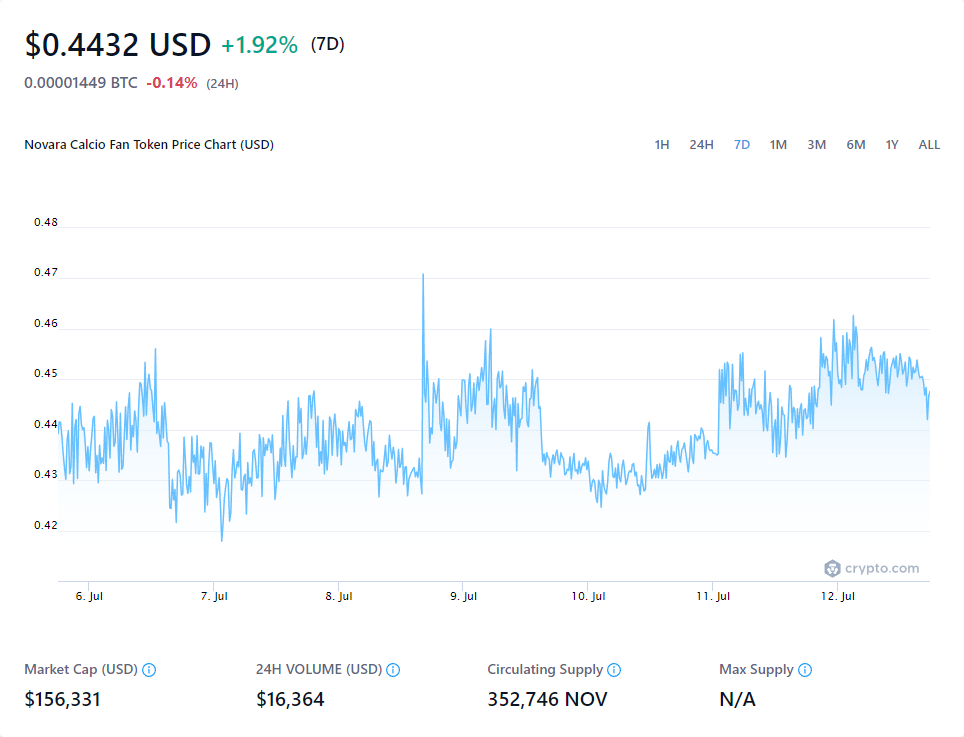 $0.4432 USD +1.92% (7D)
0.00001449 BTC -0.14% (24H)
Novara Calcio Fan Token Price Chart (USD) 1H 24H 7D 1M 3M 6M 1Y ALL
0.48
0.47
0.46
0.45
0.44
0.43
0.42
crypto.com
6. Jul 7. Jul 8. Jul 9. Jul 10. Jul 11. Jul 12. Jul
Market Cap (USD) 24H VOLUME (USD) Circulating Supply Max Supply
$156,331 $16,364 352,746 NOV N/A